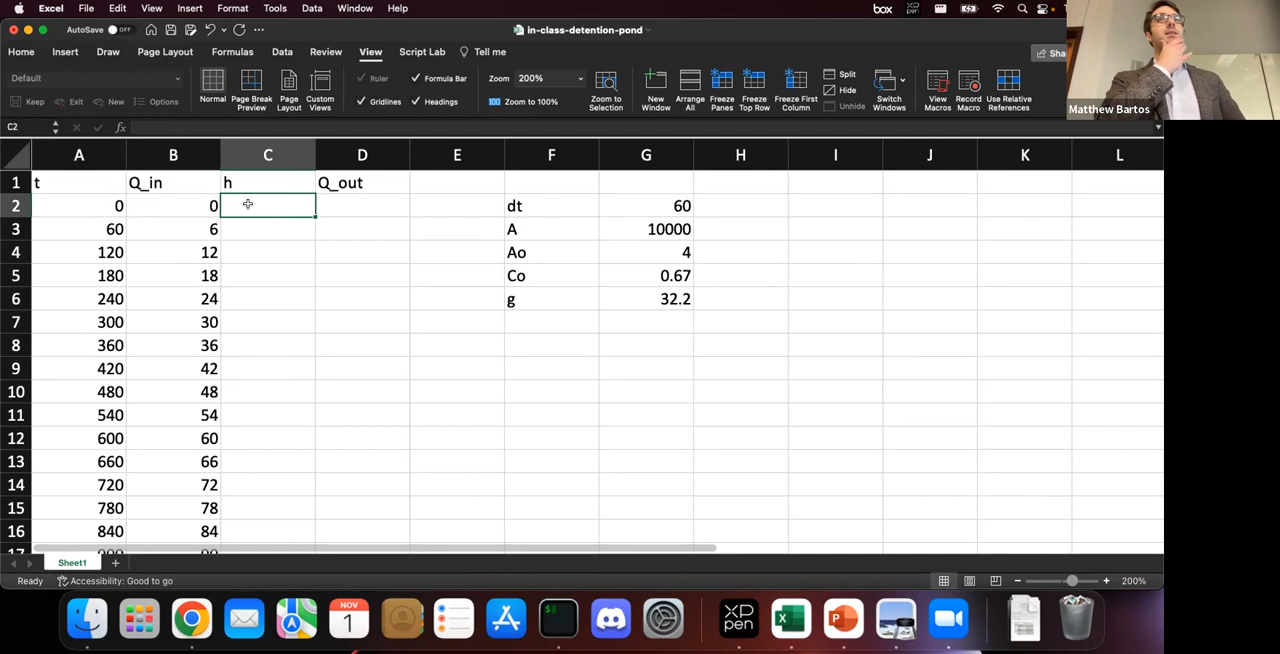 Excel File Edit View Insert Format Tools Data Window Help box NOV
AutoSave OFF in-class-detention-pond
Home Insert Draw Page Layout Formulas Data Review View Script Lab Tell me Sha
Default
Keep Exit New Options
Normal Page Break Preview Page Layout Custom Views
Ruler Formula Bar
Gridlines Headings
Zoom 200%
100 Zoom to 100%
Zoom to Selection
New Window Arrange All Freeze Panes Freeze Top Row Freeze First Column
Split
Hide
Unhide
Switch Windows View Macros Record Macro Use Relative References
Matthew Bartos
C2 fx
A B C D E F G H I J K L
1 t Q_in h Q_out
2 0 0 dt 60
3 60 6 A 10000
4 120 12 Ao 4
5 180 18 Co 0.67
6 240 24 g 32.2
7 300 30
8 360 36
9 420 42
10 480 48
11 540 54
12 600 60
13 660 66
14 720 72
15 780 78
16 840 84
Sheet1 +
Ready Accessibility: Good to go 200%
NOV
1
XP
PEN